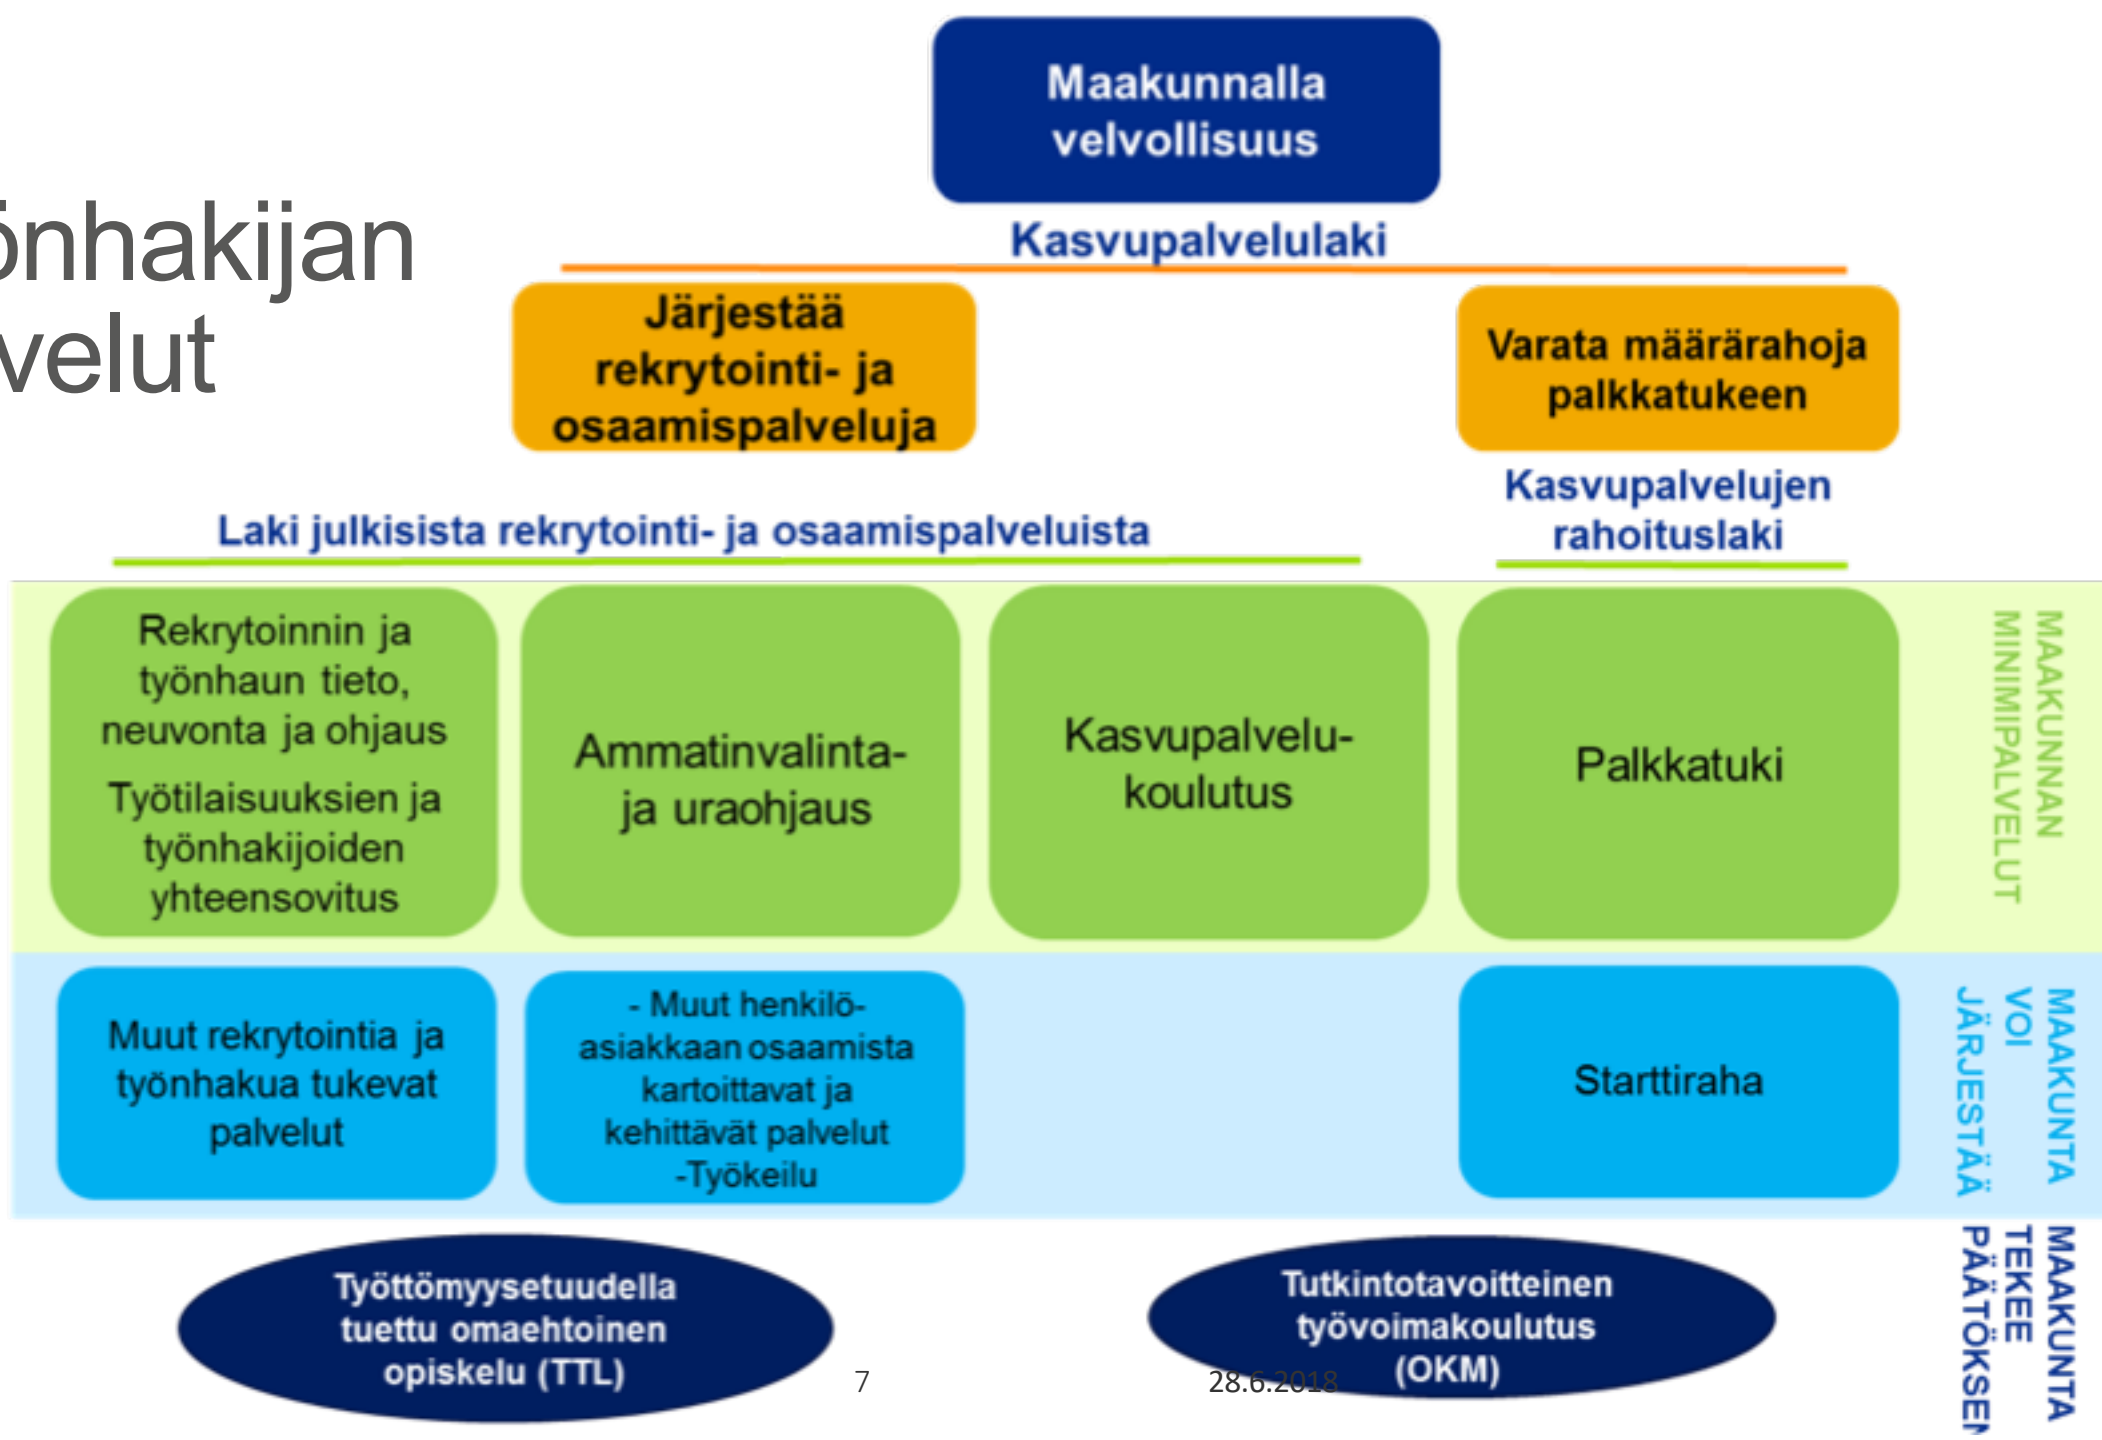 Maakunnalla
velvollisuus
Kasvupalvelulaki
önhakijan
velut
Järjestää
rekrytointi- ja
osaamispalveluja
Varata määrärahoja
palkkatukeen
Kasvupalvelujen
rahoituslaki
Laki julkisista rekrytointi- ja osaamispalveluista
Rekrytoinnin ja
työnhaun tieto,
neuvonta ja ohjaus
Työtilaisuuksien ja
työnhakijoiden
yhteensovitus
Ammatinvalinta-
ja uraohjaus
Kasvupalvelu-
koulutus
Palkkatuki
MAAKUNNAN
MINIMIPALVELUT
Muut rekrytointia ja
työnhakua tukevat
palvelut
- Muut henkilö-
asiakkaan osaamista
kartoittavat ja
kehittävät palvelut
-Työkeilu
Starttiraha
MAAKUNTA
VOI
JÄRJESTÄÄ
Työttömyysetuudella
tuettu omaehtoinen
opiskelu (TTL)
Tutkintotavoitteinen
työvoimakoulutus
(OKM)
MAAKUNTA
TEKEE
PÄÄTÖKSEN
7
28.6.2018